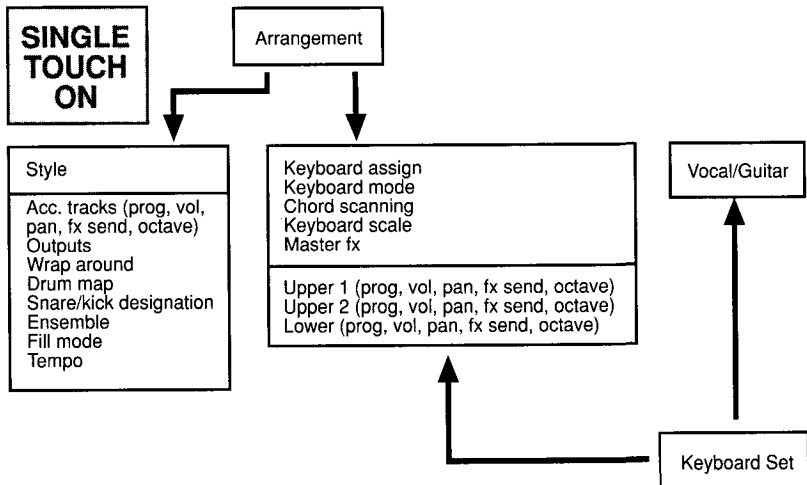 SINGLE
TOUCH
ON
Arrangement
Style
Acc. tracks (prog, vol,
pan, fx send, octave)
Outputs
Wrap around
Drum map
Snare/kick designation
Ensemble
Fill mode
Tempo
Keyboard assign
Keyboard mode
Chord scanning
Keyboard scale
Master fx
Upper 1 (prog, vol, pan, fx send, octave)
Upper 2 (prog, vol, pan, fx send, octave)
Lower (prog, vol, pan, fx send, octave)
Vocal/Guitar
Keyboard Set